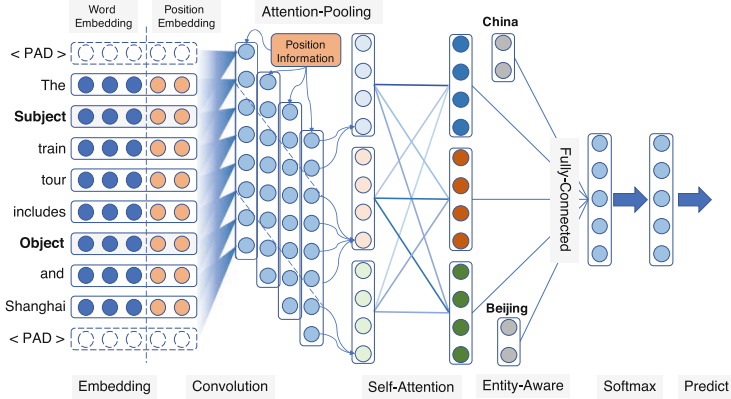 Word
Embedding
Position
Embedding
Attention-Pooling
< PAD >
The
Subject
train
tour
includes
Object
and
Shanghai
< PAD >
Position
Information
China
Beijing
Fully-Connected
Embedding
Convolution
Self-Attention
Entity-Aware
Softmax
Predict